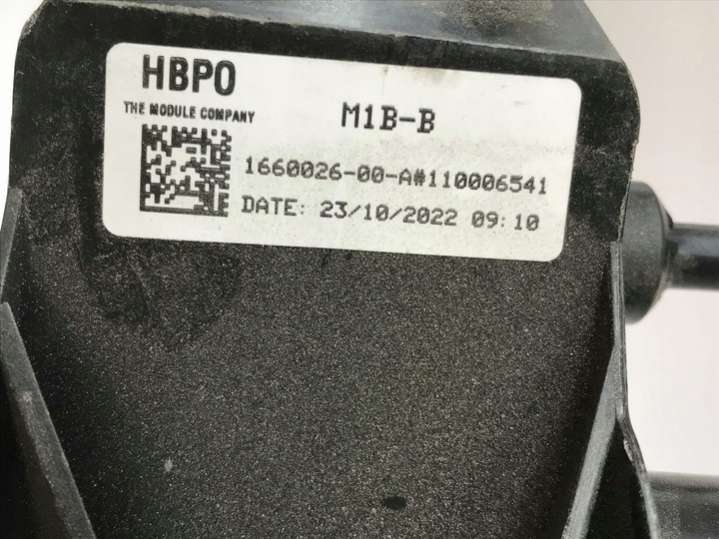 HBPO
THE MODULE COMPANY
M1B-B
1660026-00-A#110006541
DATE: 23/10/2022 09:10